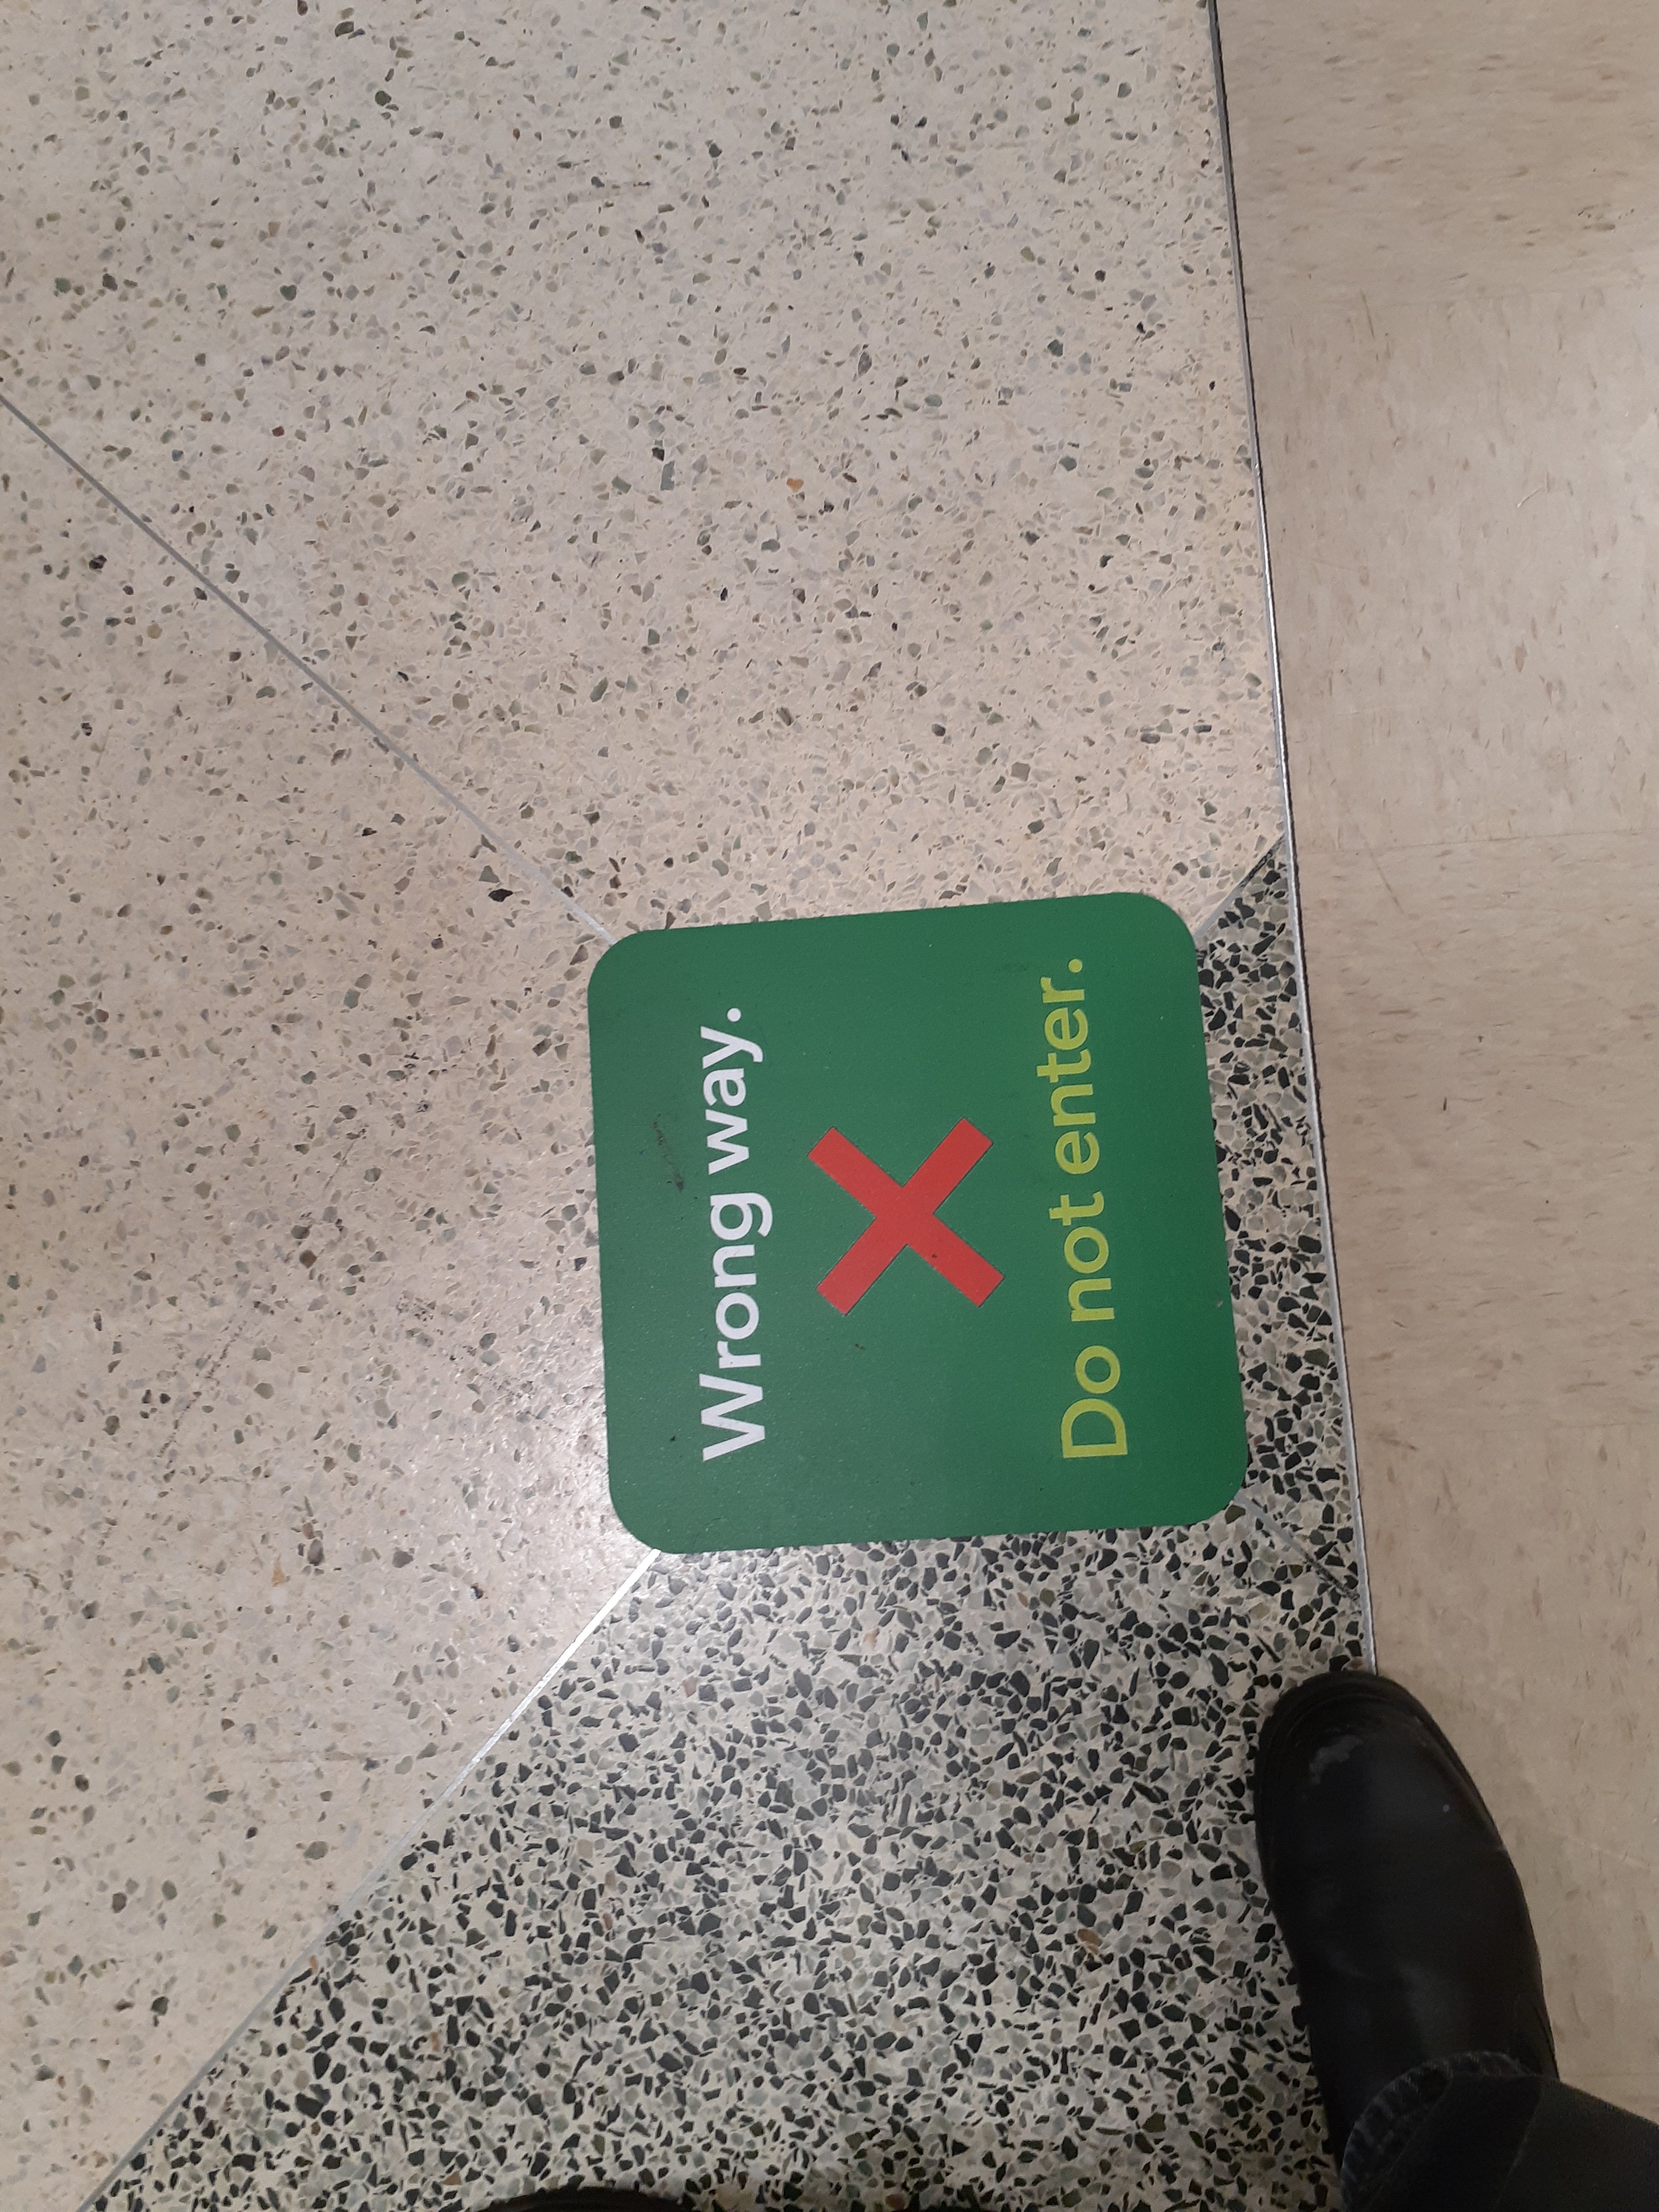 Wrong way.
Do not enter.